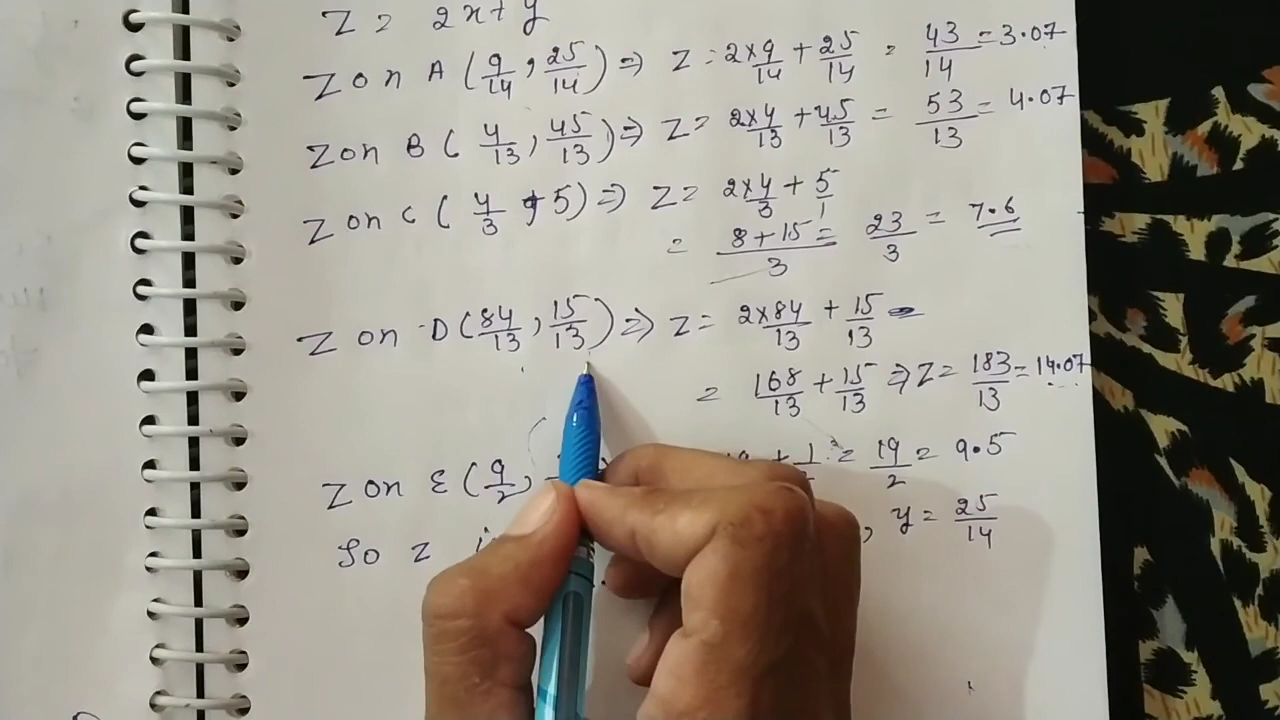 Z = 2x+y
Z on A (9/14, 25/14) ⇒ Z = 2×9/14 + 25/14 = 43/14 = 3.07
Z on B ( 4/13, 45/13) ⇒ Z = 2×4/13 + 45/13 = 53/13 = 4.07
Z on C ( 4/3, 5) ⇒ Z = 2×4/3 + 5/1
= 8+15/3 = 23/3 = 7.6
Z on D (84/13, 15/13) ⇒ Z = 2×84/13 + 15/13
= 168/13 + 15/13 ⇒ Z = 183/13 = 14.07
Z on E (9/2, = 19/2 = 9.5
So Z , y = 25/14